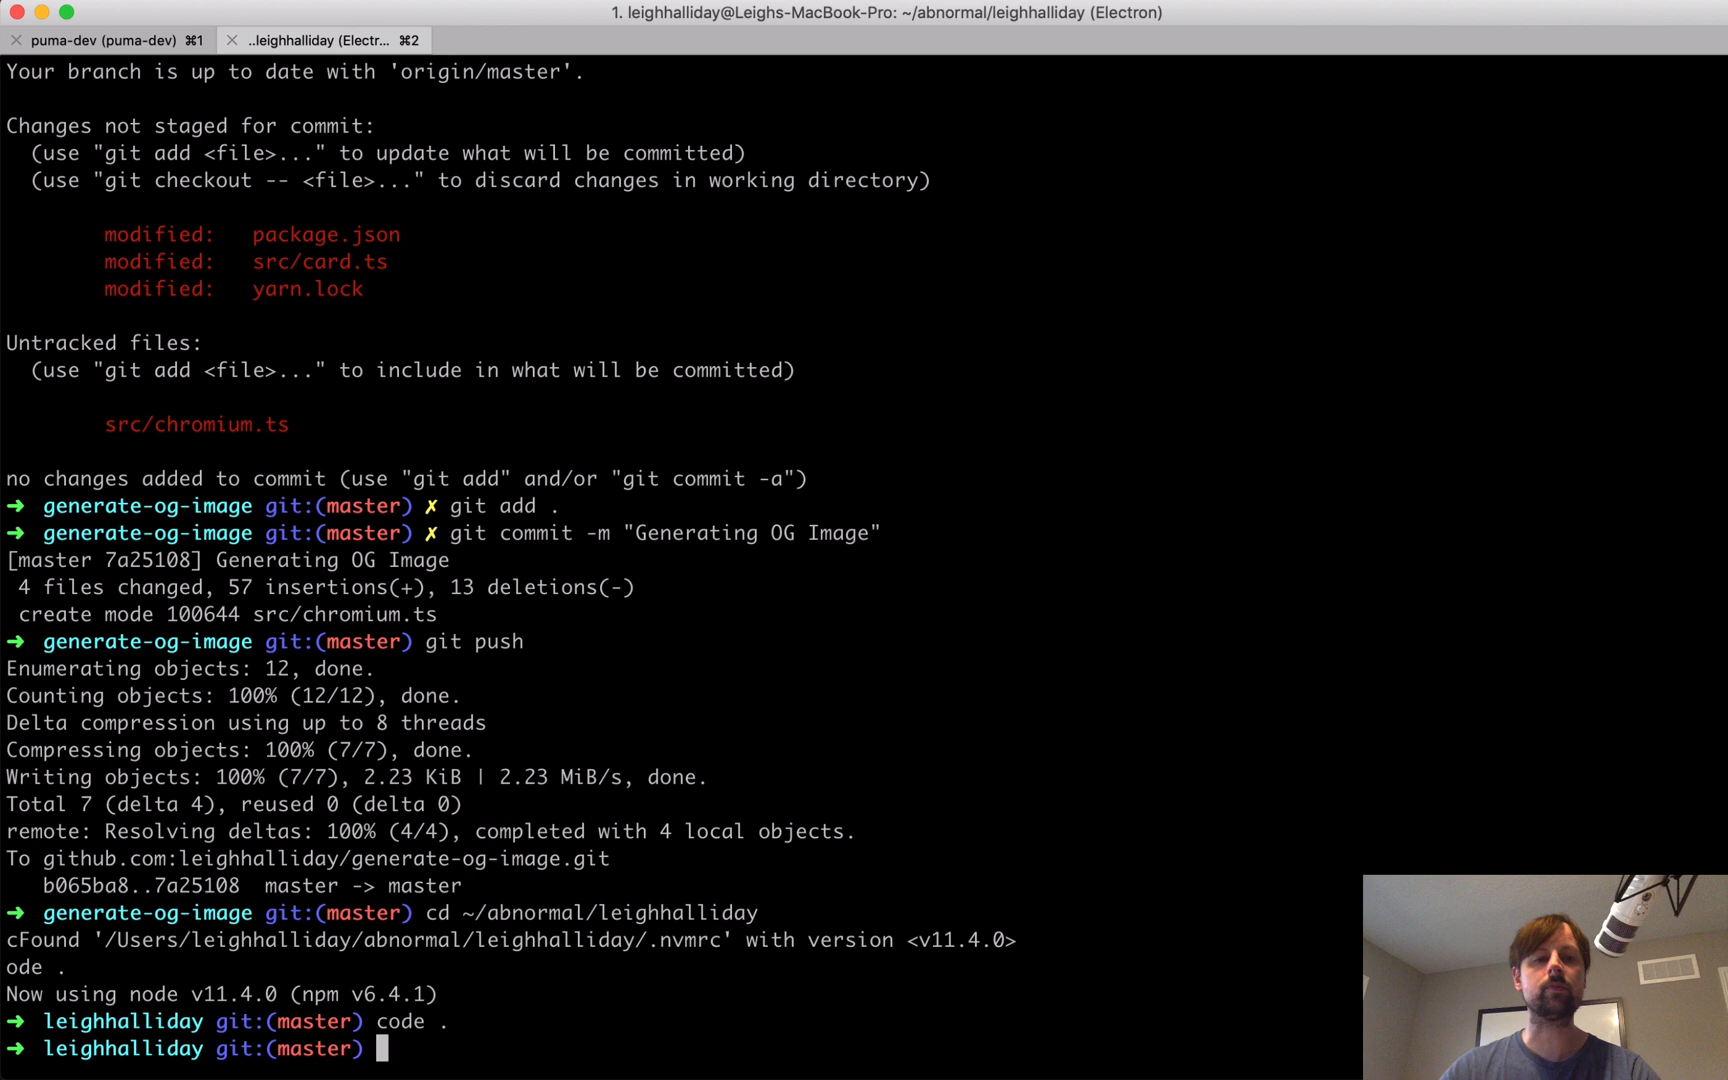 1. leighhalliday@Leighs-MacBook-Pro: ~/abnormal/leighhalliday (Electron)
puma-dev (puma-dev) ⌘1
..leighhalliday (Electr... ⌘2
Your branch is up to date with 'origin/master'.
Changes not staged for commit:
(use "git add <file>..." to update what will be committed)
(use "git checkout -- <file>..." to discard changes in working directory)
modified: package.json
modified: src/card.ts
modified: yarn.lock
Untracked files:
(use "git add <file>..." to include in what will be committed)
src/chromium.ts
no changes added to commit (use "git add" and/or "git commit -a")
➜ generate-og-image git:(master) ✗ git add .
➜ generate-og-image git:(master) ✗ git commit -m "Generating OG Image"
[master 7a25108] Generating OG Image
4 files changed, 57 insertions(+), 13 deletions(-)
create mode 100644 src/chromium.ts
➜ generate-og-image git:(master) git push
Enumerating objects: 12, done.
Counting objects: 100% (12/12), done.
Delta compression using up to 8 threads
Compressing objects: 100% (7/7), done.
Writing objects: 100% (7/7), 2.23 KiB | 2.23 MiB/s, done.
Total 7 (delta 4), reused 0 (delta 0)
remote: Resolving deltas: 100% (4/4), completed with 4 local objects.
To github.com:leighhalliday/generate-og-image.git
b065ba8..7a25108 master -> master
➜ generate-og-image git:(master) cd ~/abnormal/leighhalliday
cFound '/Users/leighhalliday/abnormal/leighhalliday/.nvmrc' with version <v11.4.0>
ode .
Now using node v11.4.0 (npm v6.4.1)
➜ leighhalliday git:(master) code .
➜ leighhalliday git:(master)